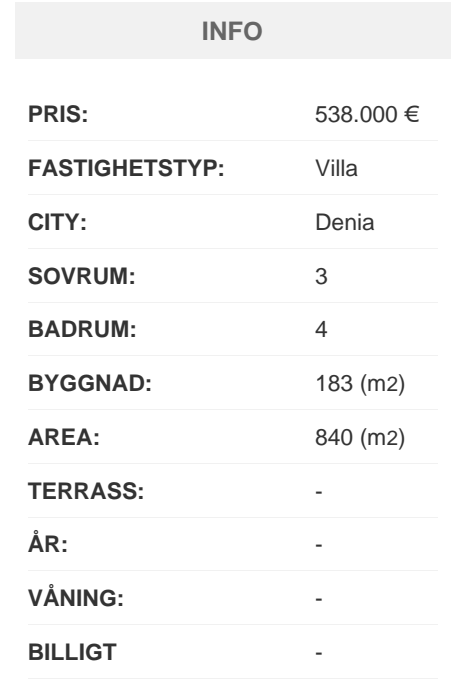 INFO
PRIS: 538.000 €
FASTIGHETSTYP: Villa
CITY: Denia
SOVRUM: 3
BADRUM: 4
BYGGNAD: 183 (m2)
AREA: 840 (m2)
TERRASS: -
ÅR: -
VÅNING: -
BILLIGT -